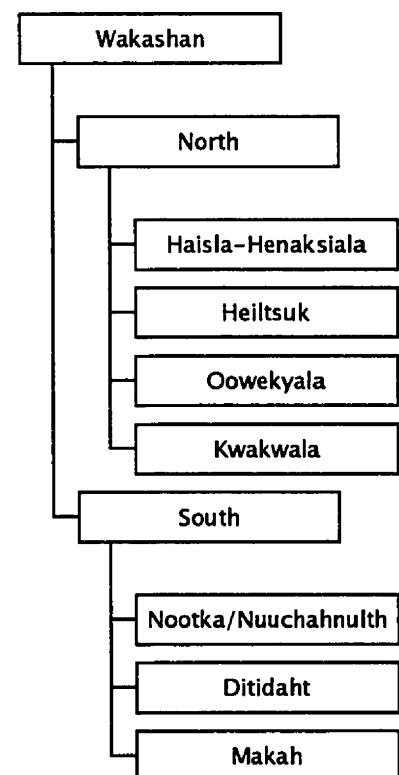 Wakashan
North
Haisla-Henaksiala
Heiltsuk
Oowekyala
Kwakwala
South
Nootka/Nuuchahnulth
Ditidaht
Makah